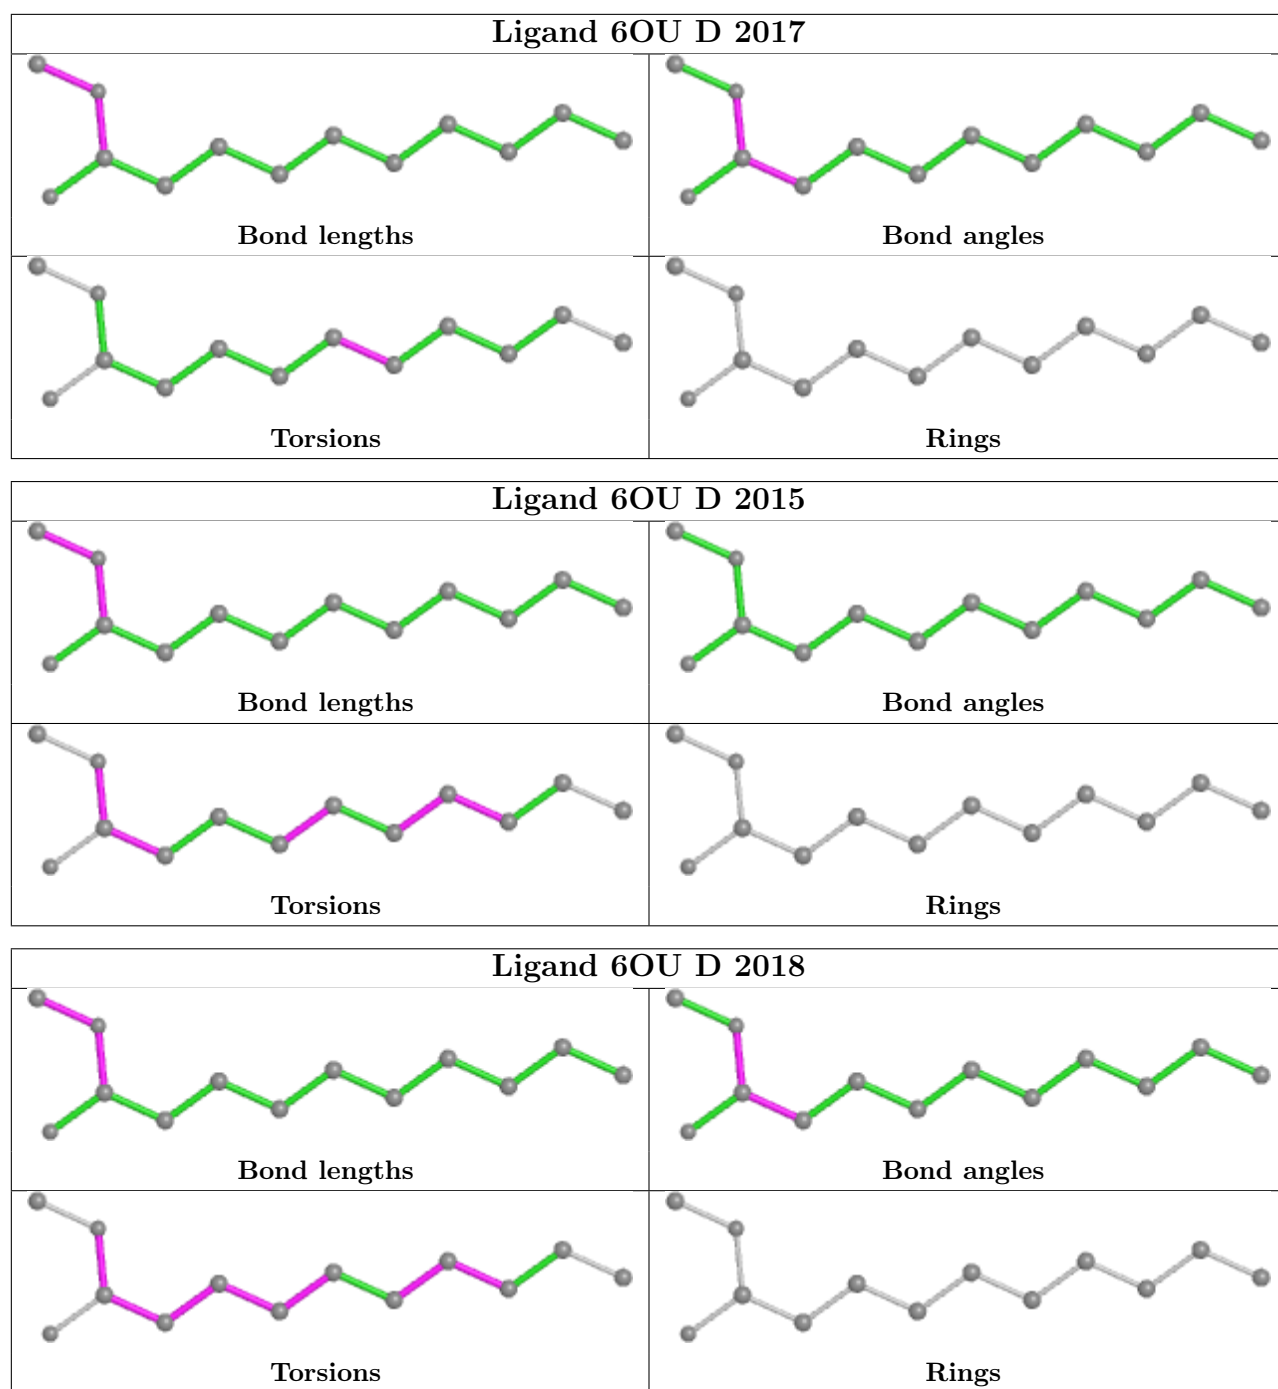 Ligand 6OU D 2017
Bond lengths
Bond angles
Torsions
Rings
Ligand 6OU D 2015
Bond lengths
Bond angles
Torsions
Rings
Ligand 6OU D 2018
Bond lengths
Bond angles
Torsions
Rings